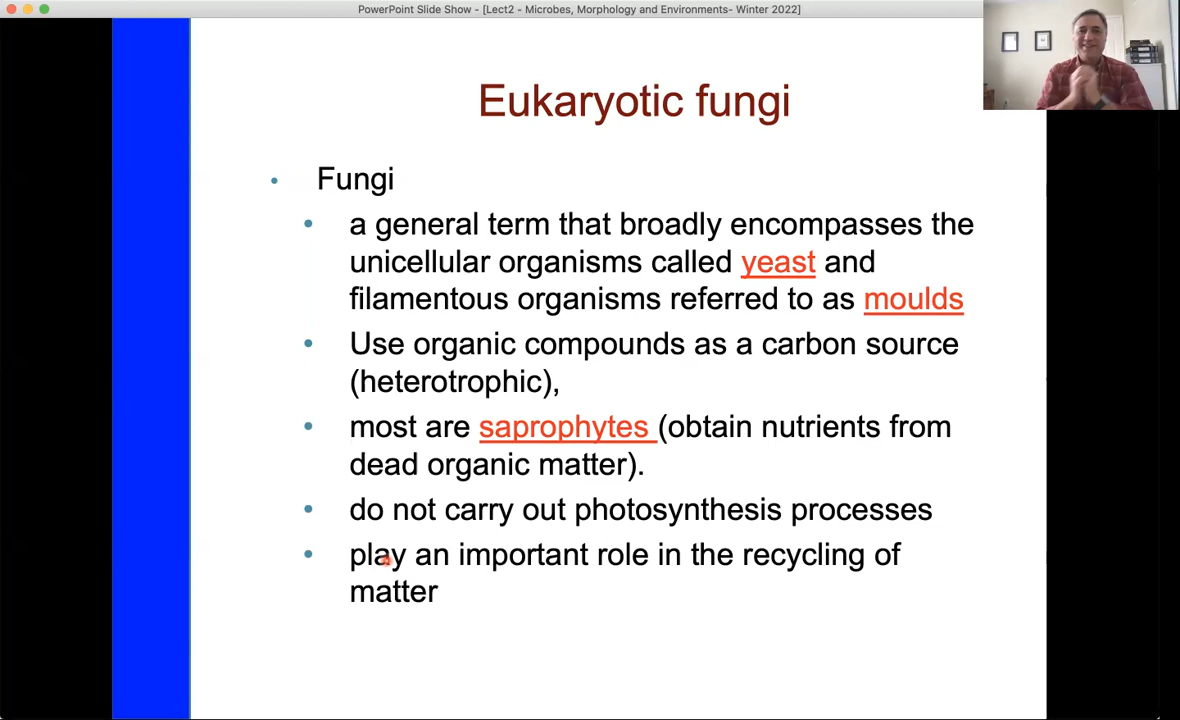 PowerPoint Slide Show - [Lect2 - Microbes, Morphology and Environments- Winter 2022]
Eukaryotic fungi
• Fungi
• a general term that broadly encompasses the
unicellular organisms called yeast and
filamentous organisms referred to as moulds
• Use organic compounds as a carbon source
(heterotrophic),
• most are saprophytes (obtain nutrients from
dead organic matter).
• do not carry out photosynthesis processes
• play an important role in the recycling of
matter